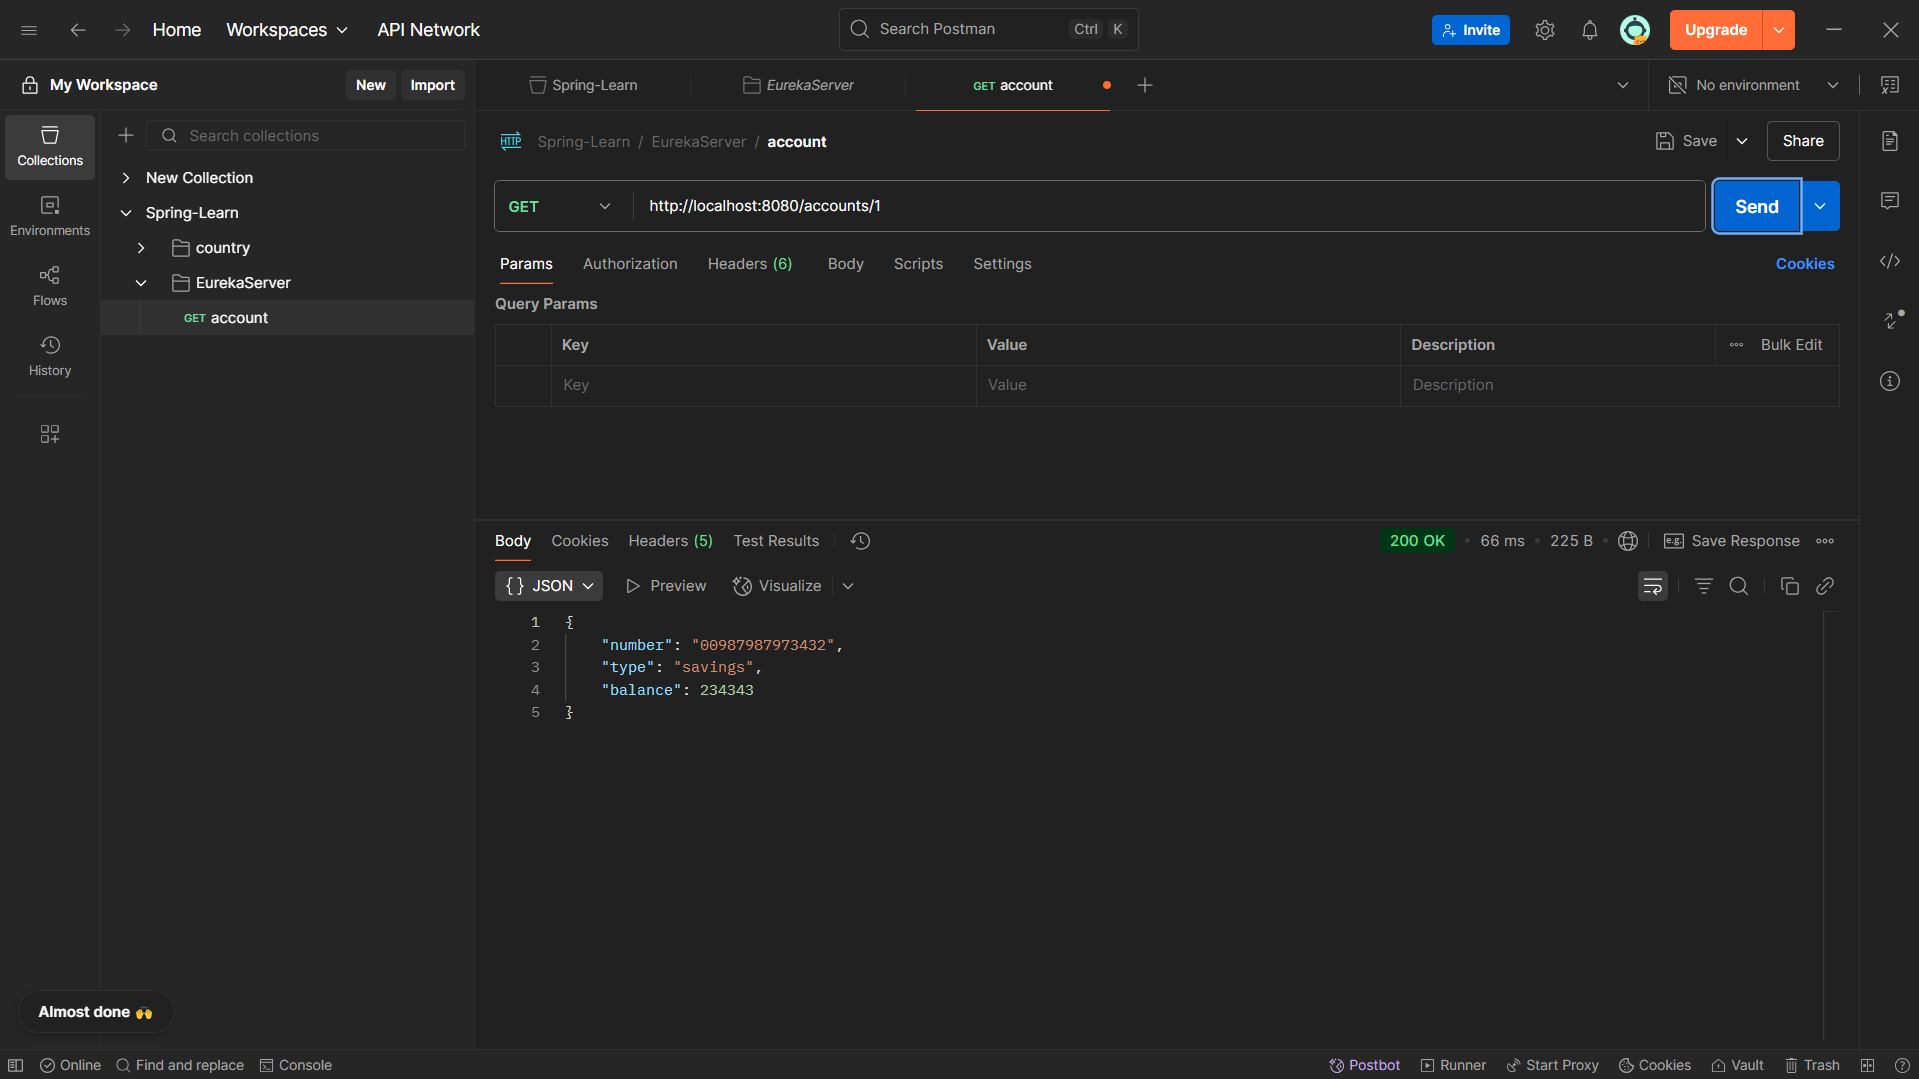 Home
Workspaces
API Network
Search Postman
Ctrl K
Invite
Upgrade
My Workspace
New
Import
Spring-Learn
EurekaServer
GET account
No environment
Collections
Environments
Flows
History
Search collections
New Collection
Spring-Learn
country
EurekaServer
GET account
HTTP
Spring-Learn / EurekaServer / account
Save
Share
GET
http://localhost:8080/accounts/1
Send
Params
Authorization
Headers (6)
Body
Scripts
Settings
Cookies
Query Params
Key Value Description
Bulk Edit
Key Value Description
Body
Cookies
Headers (5)
Test Results
200 OK
66 ms
225 B
e.g.
Save Response
{} JSON
Preview
Visualize
1 {
2 "number": "00987987973432",
3 "type": "savings",
4 "balance": 234343
5 }
Almost done 🙌
Online
Find and replace
Console
Postbot
Runner
Start Proxy
Cookies
Vault
Trash